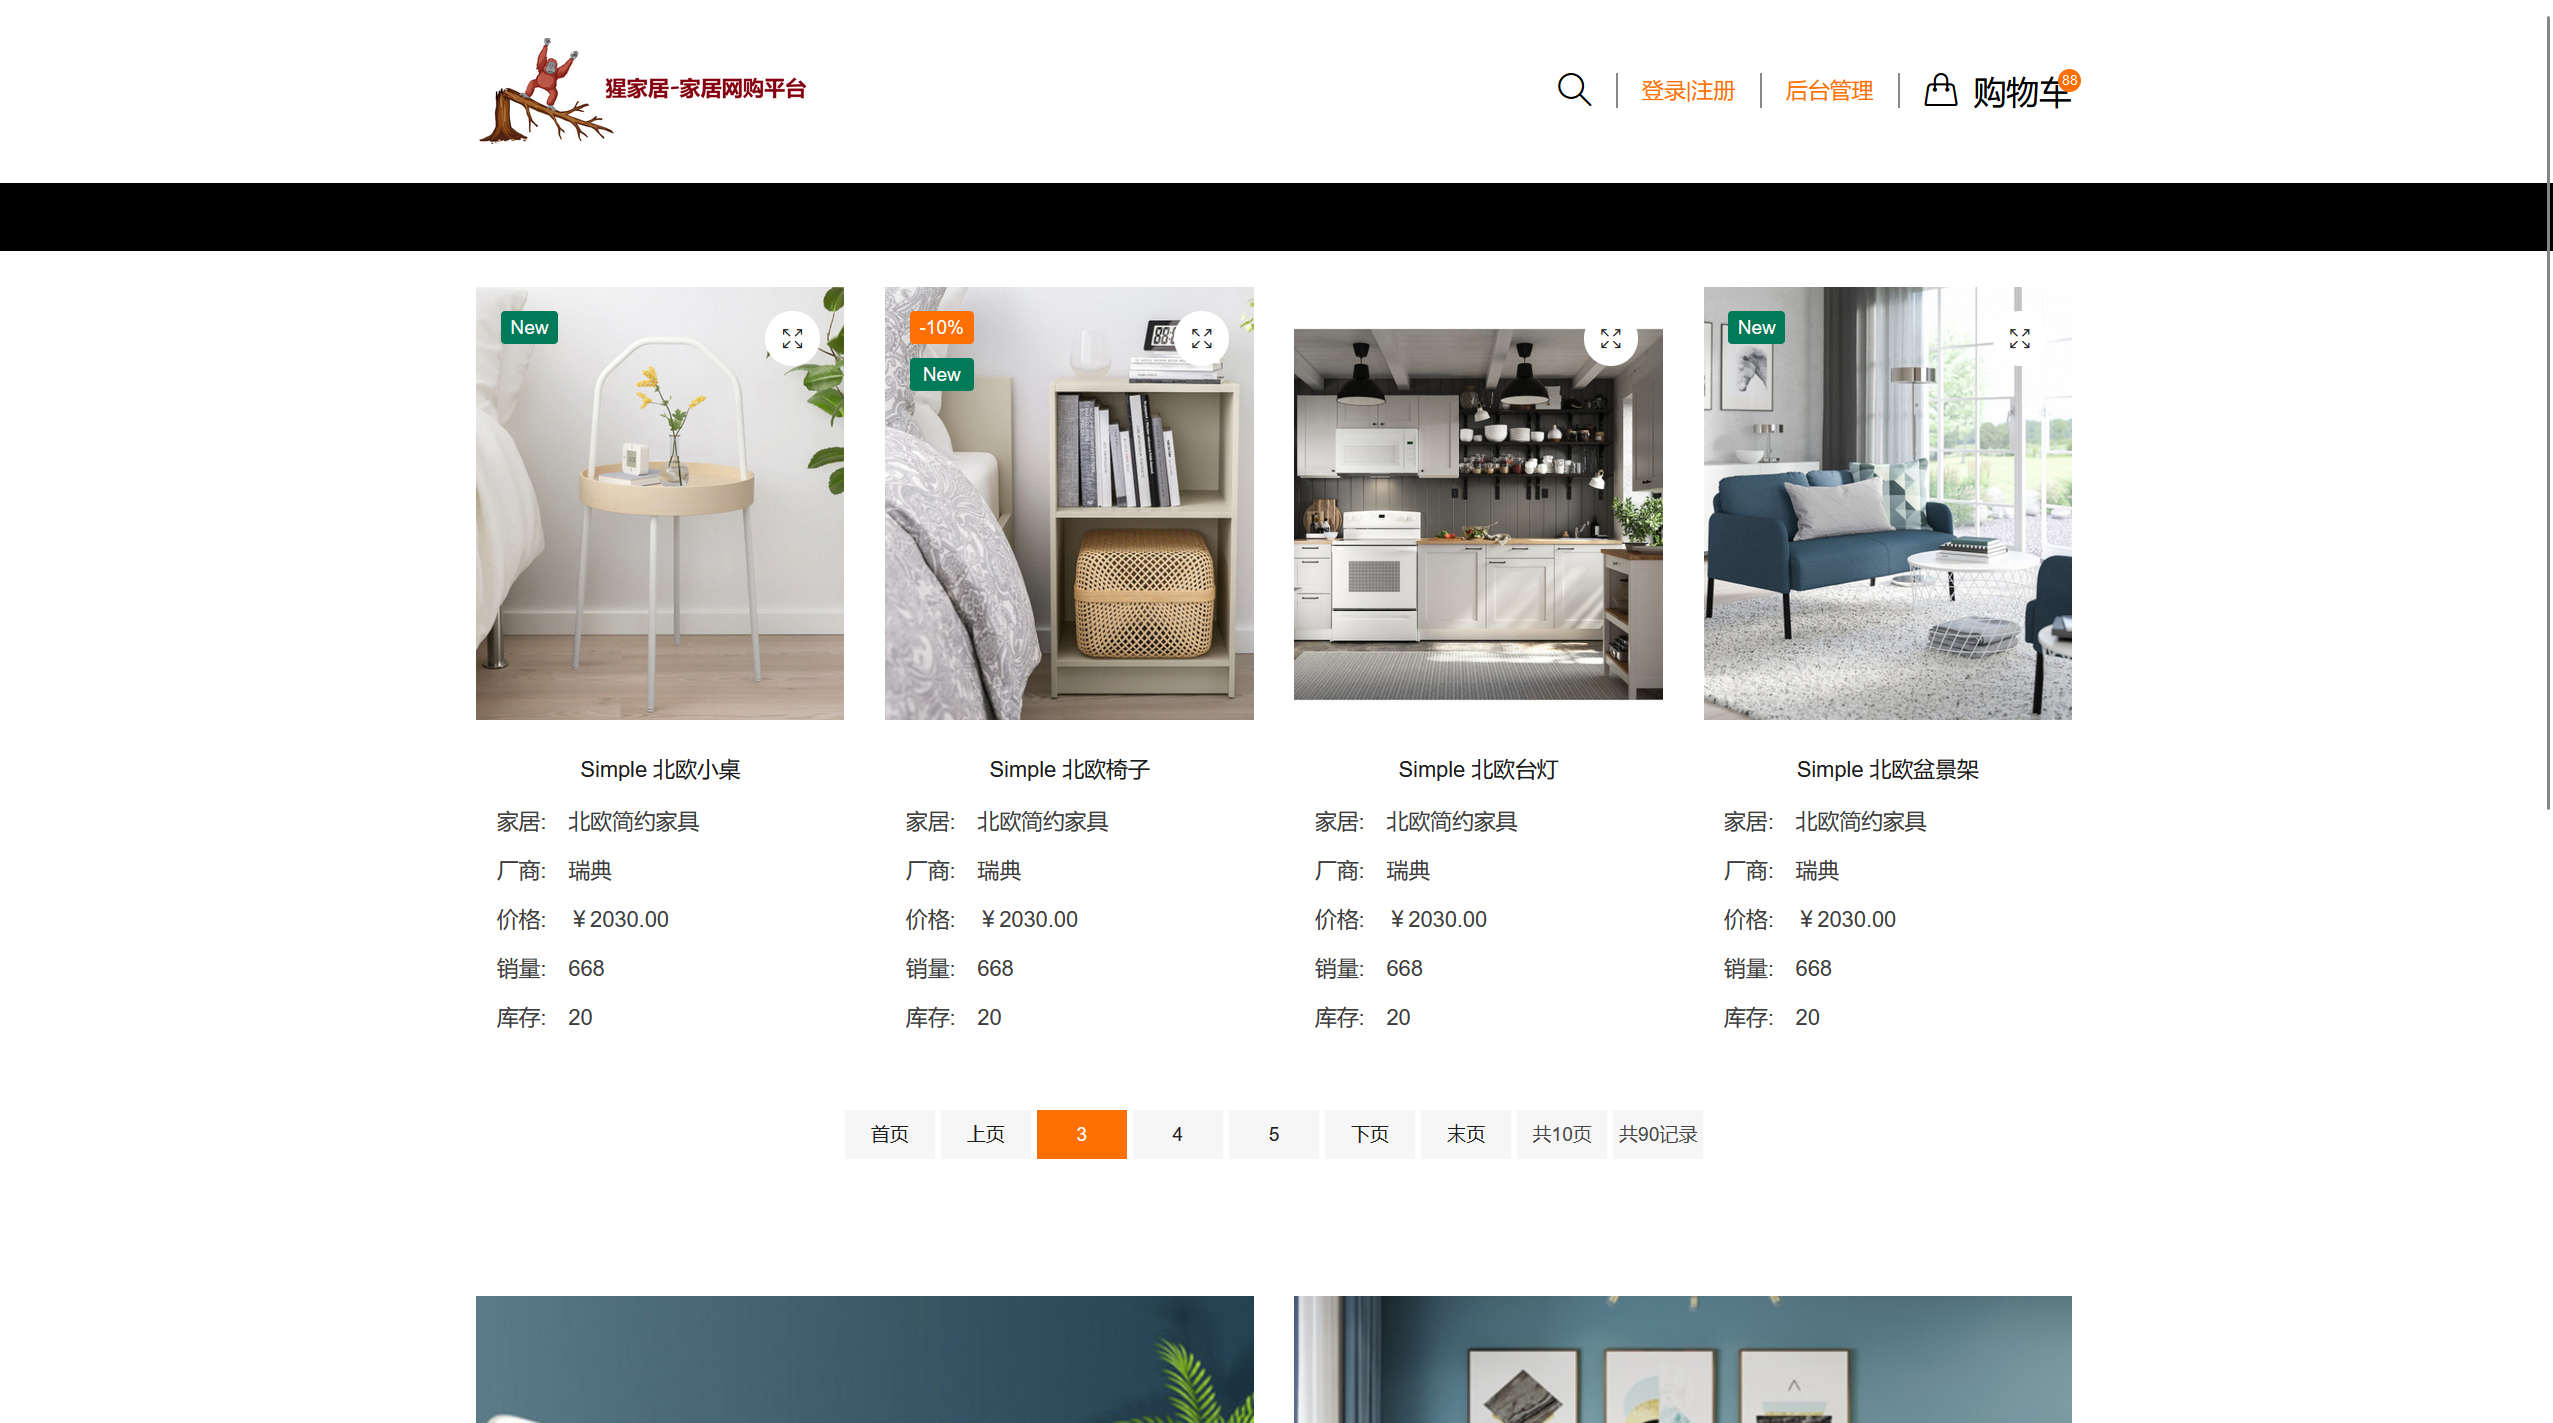 猩家居-家居网购平台
登录|注册
后台管理
购物车
88
New
-10%
New
New
Simple 北欧小桌
家居: 北欧简约家具
厂商: 瑞典
价格: ￥2030.00
销量: 668
库存: 20
Simple 北欧椅子
家居: 北欧简约家具
厂商: 瑞典
价格: ￥2030.00
销量: 668
库存: 20
Simple 北欧台灯
家居: 北欧简约家具
厂商: 瑞典
价格: ￥2030.00
销量: 668
库存: 20
Simple 北欧盆景架
家居: 北欧简约家具
厂商: 瑞典
价格: ￥2030.00
销量: 668
库存: 20
首页 上页 3 4 5 下页 末页 共10页 共90记录